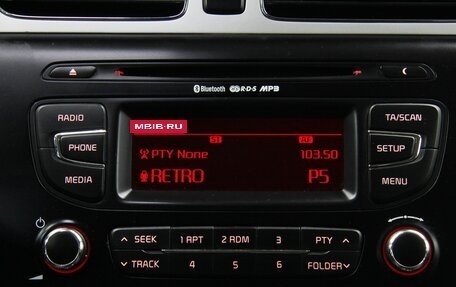 Bluetooth R·D·S MP3
RADIO
TA/SCAN
MBIB.RU
ST
PHONE
PTY None 103.50
SETUP
MEDIA
RETRO P5
MENU
SEEK 1 RPT 2 RDM 3 PTY
TRACK 4 5 6 FOLDER